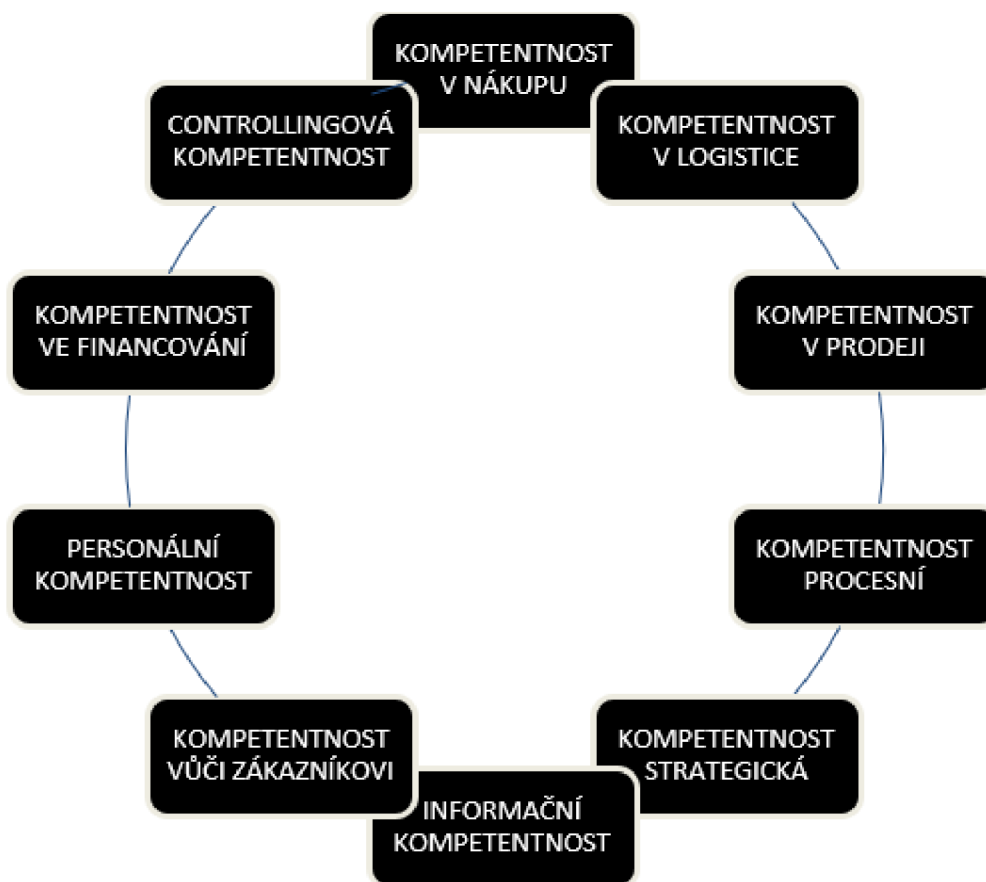 KOMPETENTNOST
V NÁKUPU
KOMPETENTNOST
V LOGISTICE
KOMPETENTNOST
V PRODEJI
KOMPETENTNOST
PROCESNÍ
KOMPETENTNOST
STRATEGICKÁ
INFORMAČNÍ
KOMPETENTNOST
KOMPETENTNOST
VŮČI ZÁKAZNÍKOVI
PERSONÁLNÍ
KOMPETENTNOST
KOMPETENTNOST
VE FINANCOVÁNÍ
CONTROLLINGOVÁ
KOMPETENTNOST